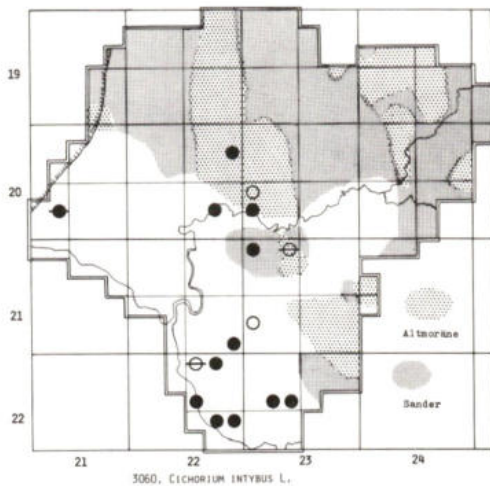 19
20
21
22
Altmoräne
Sander
21 22 23 24
3060, CICHORIUM INTYBUS L.